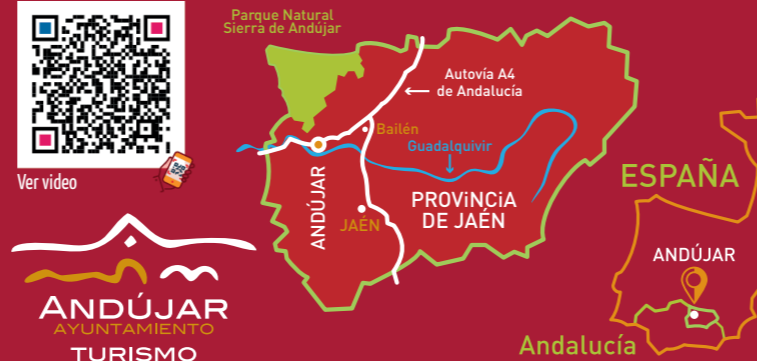 Ver video
ANDÚJAR
AYUNTAMIENTO
TURISMO
Parque Natural
Sierra de Andújar
Autovía A4
de Andalucía
Bailén
Guadalquivir
ANDÚJAR
JAÉN
PROViNCiA
DE JAÉN
ESPAÑA
ANDÚJAR
Andalucía